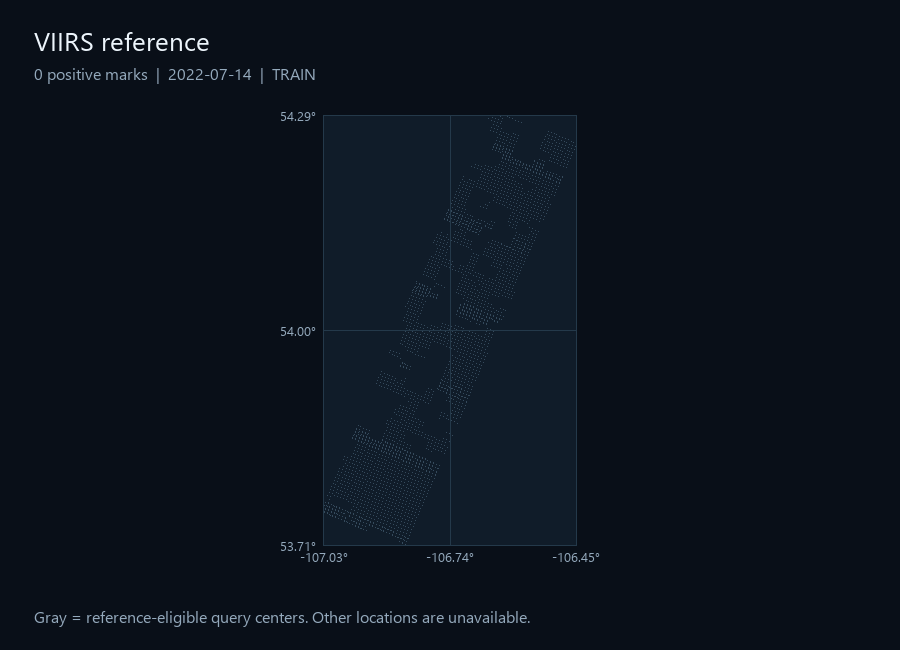 VIIRS reference
0 positive marks | 2022-07-14 | TRAIN
54.29°
54.00°
53.71°
-107.03° -106.74° -106.45°
Gray = reference-eligible query centers. Other locations are unavailable.